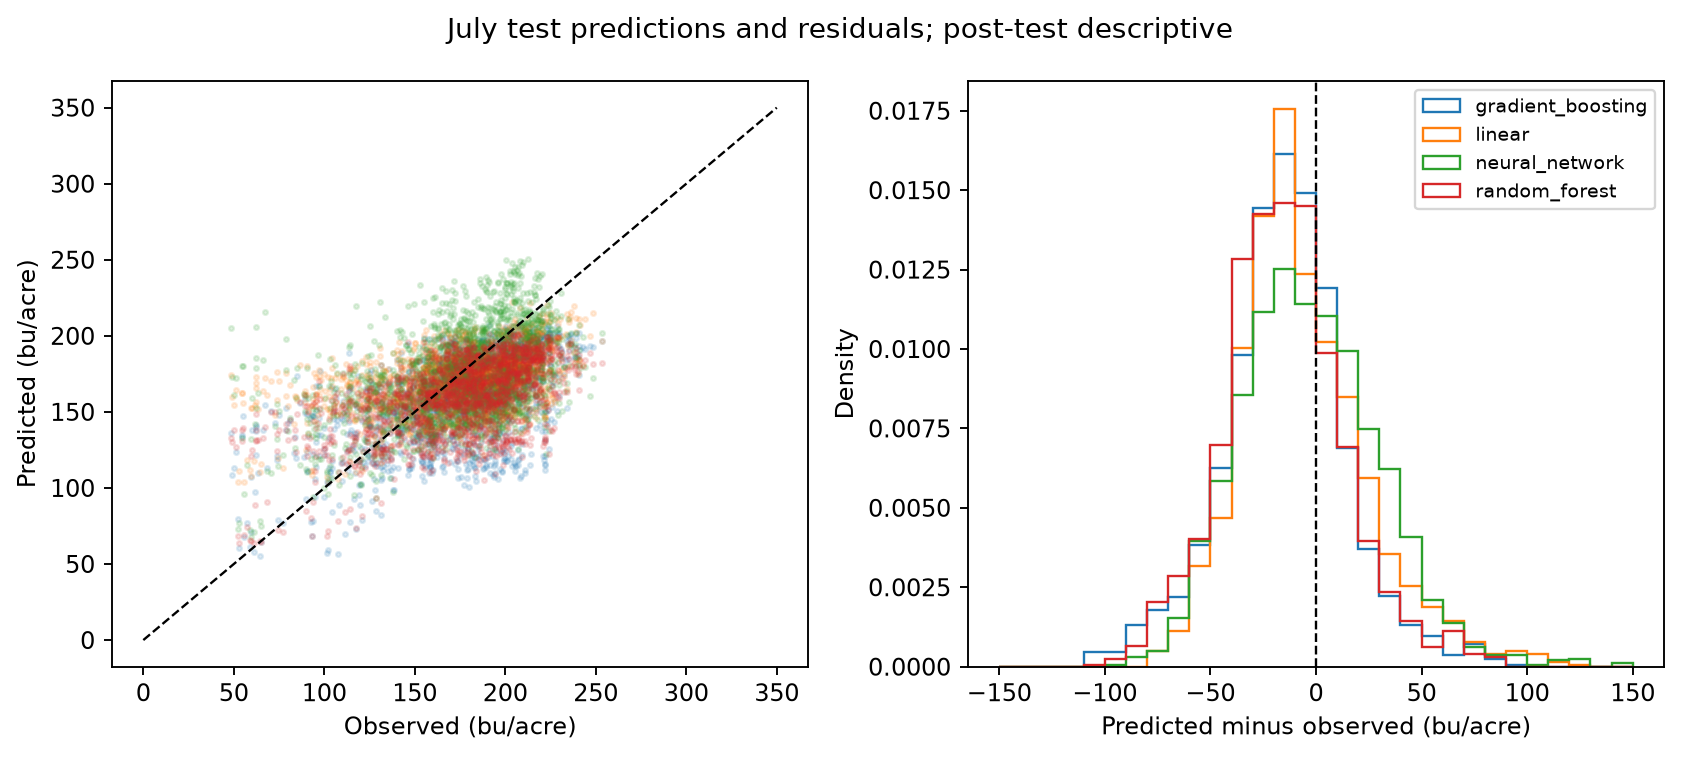 July test predictions and residuals; post-test descriptive
350
300
250
200
150
100
50
0
Predicted (bu/acre)
0 50 100 150 200 250 300 350
Observed (bu/acre)
0.0175
0.0150
0.0125
0.0100
0.0075
0.0050
0.0025
0.0000
Density
gradient_boosting
linear
neural_network
random_forest
−150 −100 −50 0 50 100 150
Predicted minus observed (bu/acre)